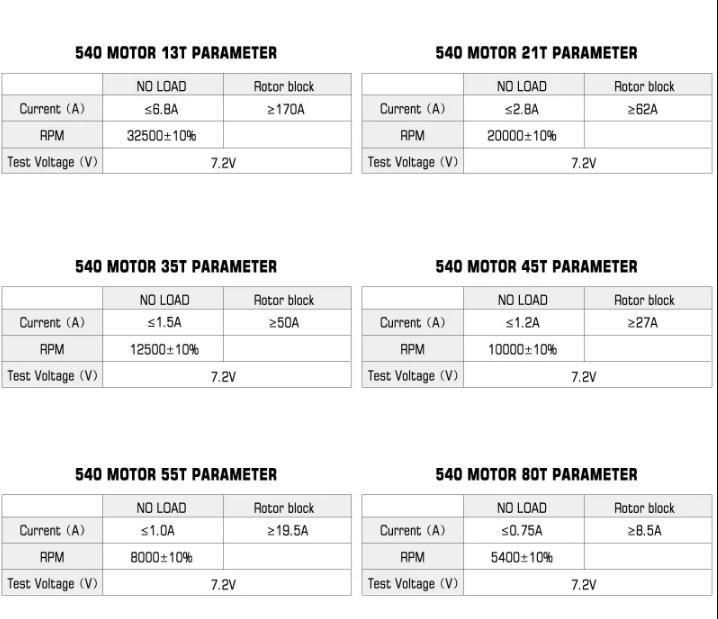 540 MOTOR 13T PARAMETER
NO LOAD Rotor block
Current (A) ≤6.8A ≥170A
RPM 32500±10%
Test Voltage (V) 7.2V
540 MOTOR 21T PARAMETER
NO LOAD Rotor block
Current (A) ≤2.8A ≥62A
RPM 20000±10%
Test Voltage (V) 7.2V
540 MOTOR 35T PARAMETER
NO LOAD Rotor block
Current (A) ≤1.5A ≥50A
RPM 12500±10%
Test Voltage (V) 7.2V
540 MOTOR 45T PARAMETER
NO LOAD Rotor block
Current (A) ≤1.2A ≥27A
RPM 10000±10%
Test Voltage (V) 7.2V
540 MOTOR 55T PARAMETER
NO LOAD Rotor block
Current (A) ≤1.0A ≥19.5A
RPM 8000±10%
Test Voltage (V) 7.2V
540 MOTOR 80T PARAMETER
NO LOAD Rotor block
Current (A) ≤0.75A ≥8.5A
RPM 5400±10%
Test Voltage (V) 7.2V